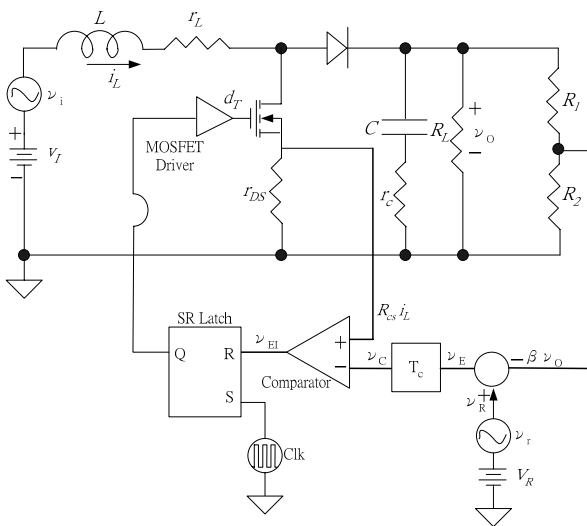 L
r_L
i_L
ν_i
+
V_I
−
d_T
MOSFET
Driver
r_DS
C
r_c
R_L
+
ν_O
−
R_1
R_2
SR Latch
Q
R
S
ν_EI
Comparator
+
−
R_cs i_L
ν_C
T_c
ν_E
− β ν_O
+
ν_R
ν_r
V_R
Clk